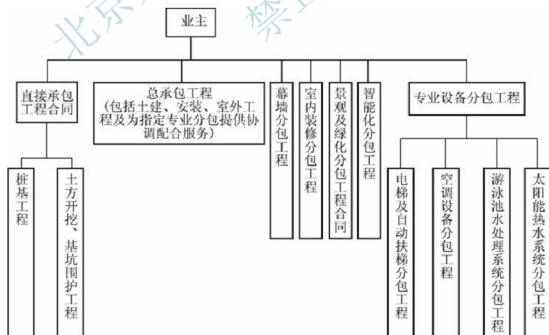 北京
禁
业主
直接承包
工程合同
总承包工程
(包括土建、安装、室外工
程及为指定专业分包提供协
调配合服务)
幕墙分包工程
室内装修分包工程
景观及绿化分包工程合同
智能化分包工程
专业设备分包工程
桩基工程
土方开挖、基坑围护工程
电梯及自动扶梯分包工程
空调设备分包工程
游泳池水处理系统分包工程
太阳能热水系统分包工程